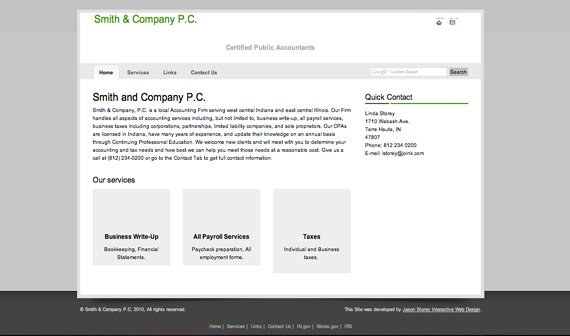 Smith & Company P.C.
Certified Public Accountants
Home Services Links Contact Us
Google™ Custom Search Search
Smith and Company P.C.
Smith & Company, P.C. is a local Accounting Firm serving west central Indiana and east central Illinois. Our Firm
handles all aspects of accounting services including, but not limited to, business write-up, all payroll services,
business taxes including corporations, partnerships, limited liability companies, and sole proprietors. Our CPAs
are licensed in Indiana, have many years of experience, and update their knowledge on an annual basis
through Continuing Professional Education. We welcome new clients and will meet with you to determine your
accounting and tax needs and how best we can help you meet those needs at a reasonable cost. Give us a
call at (812) 234-0200 or go to the Contact Tab to get full contact information.
Quick Contact
Linda Storey
1710 Wabash Ave.
Terre Haute, IN
47807
Phone: 812 234 0200
E-mail: lstorey@joink.com
Our services
Business Write-Up
Bookkeeping, Financial
Statements.
All Payroll Services
Paycheck preparation, All
employment forms.
Taxes
Individual and Business
taxes.
© Smith & Company P.C. 2010, All rights reserved.
This Site was developed by Jason Storey Interactive Web Design.
Home | Services | Links | Contact Us | IN.gov | Illinois.gov | IRS